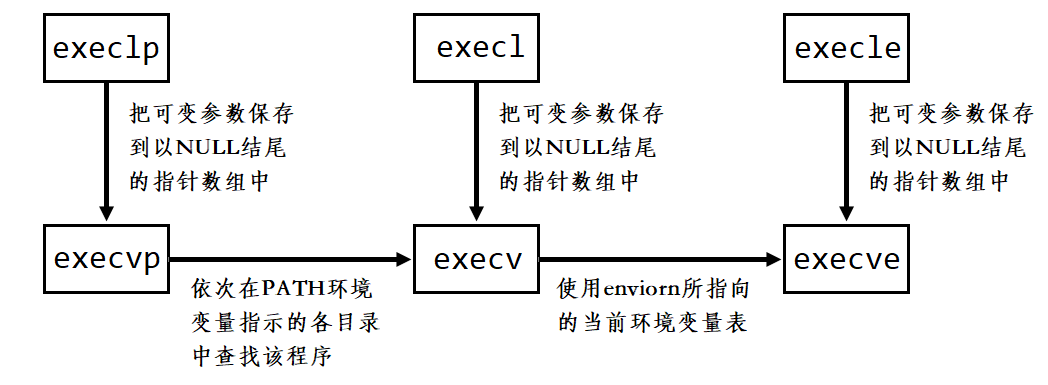 execlp
execl
execle
把可变参数保存
到以NULL结尾
的指针数组中
把可变参数保存
到以NULL结尾
的指针数组中
把可变参数保存
到以NULL结尾
的指针数组中
execvp
execv
execve
依次在PATH环境
变量指示的各目录
中查找该程序
使用enviorn所指向
的当前环境变量表